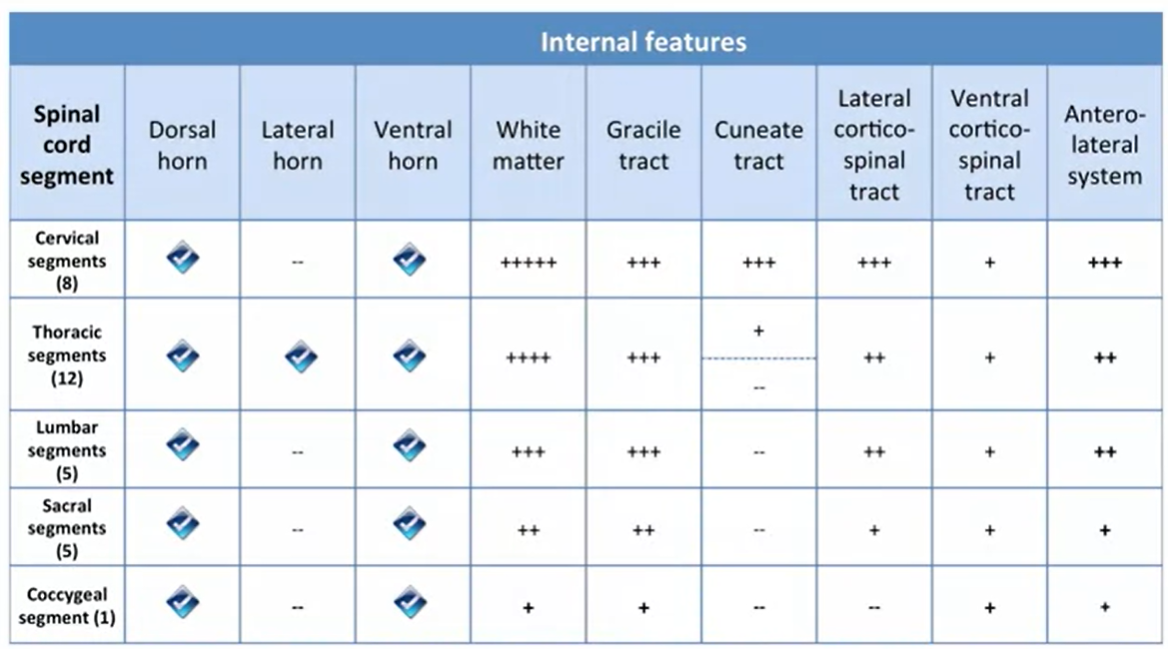 Internal features
Spinal
cord
segment
Dorsal
horn
Lateral
horn
Ventral
horn
White
matter
Gracile
tract
Cuneate
tract
Lateral
cortico-
spinal
tract
Ventral
cortico-
spinal
tract
Antero-
lateral
system
Cervical
segments
(8)
--
+++++
+++
+++
+++
+
+++
Thoracic
segments
(12)
++++
+++
+
--
++
+
++
Lumbar
segments
(5)
--
+++
+++
--
++
+
++
Sacral
segments
(5)
--
++
++
--
+
+
+
Coccygeal
segment (1)
--
+
+
--
--
+
+